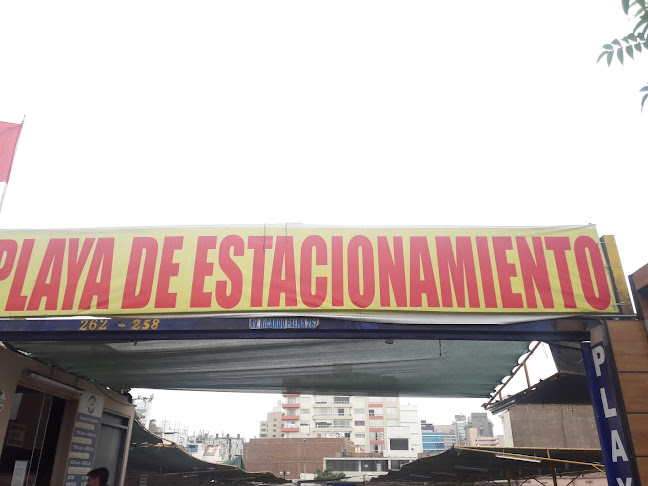 PLAYA DE ESTACIONAMIENTO
262 - 258
AV. RICARDO PALMA 262
PLAY